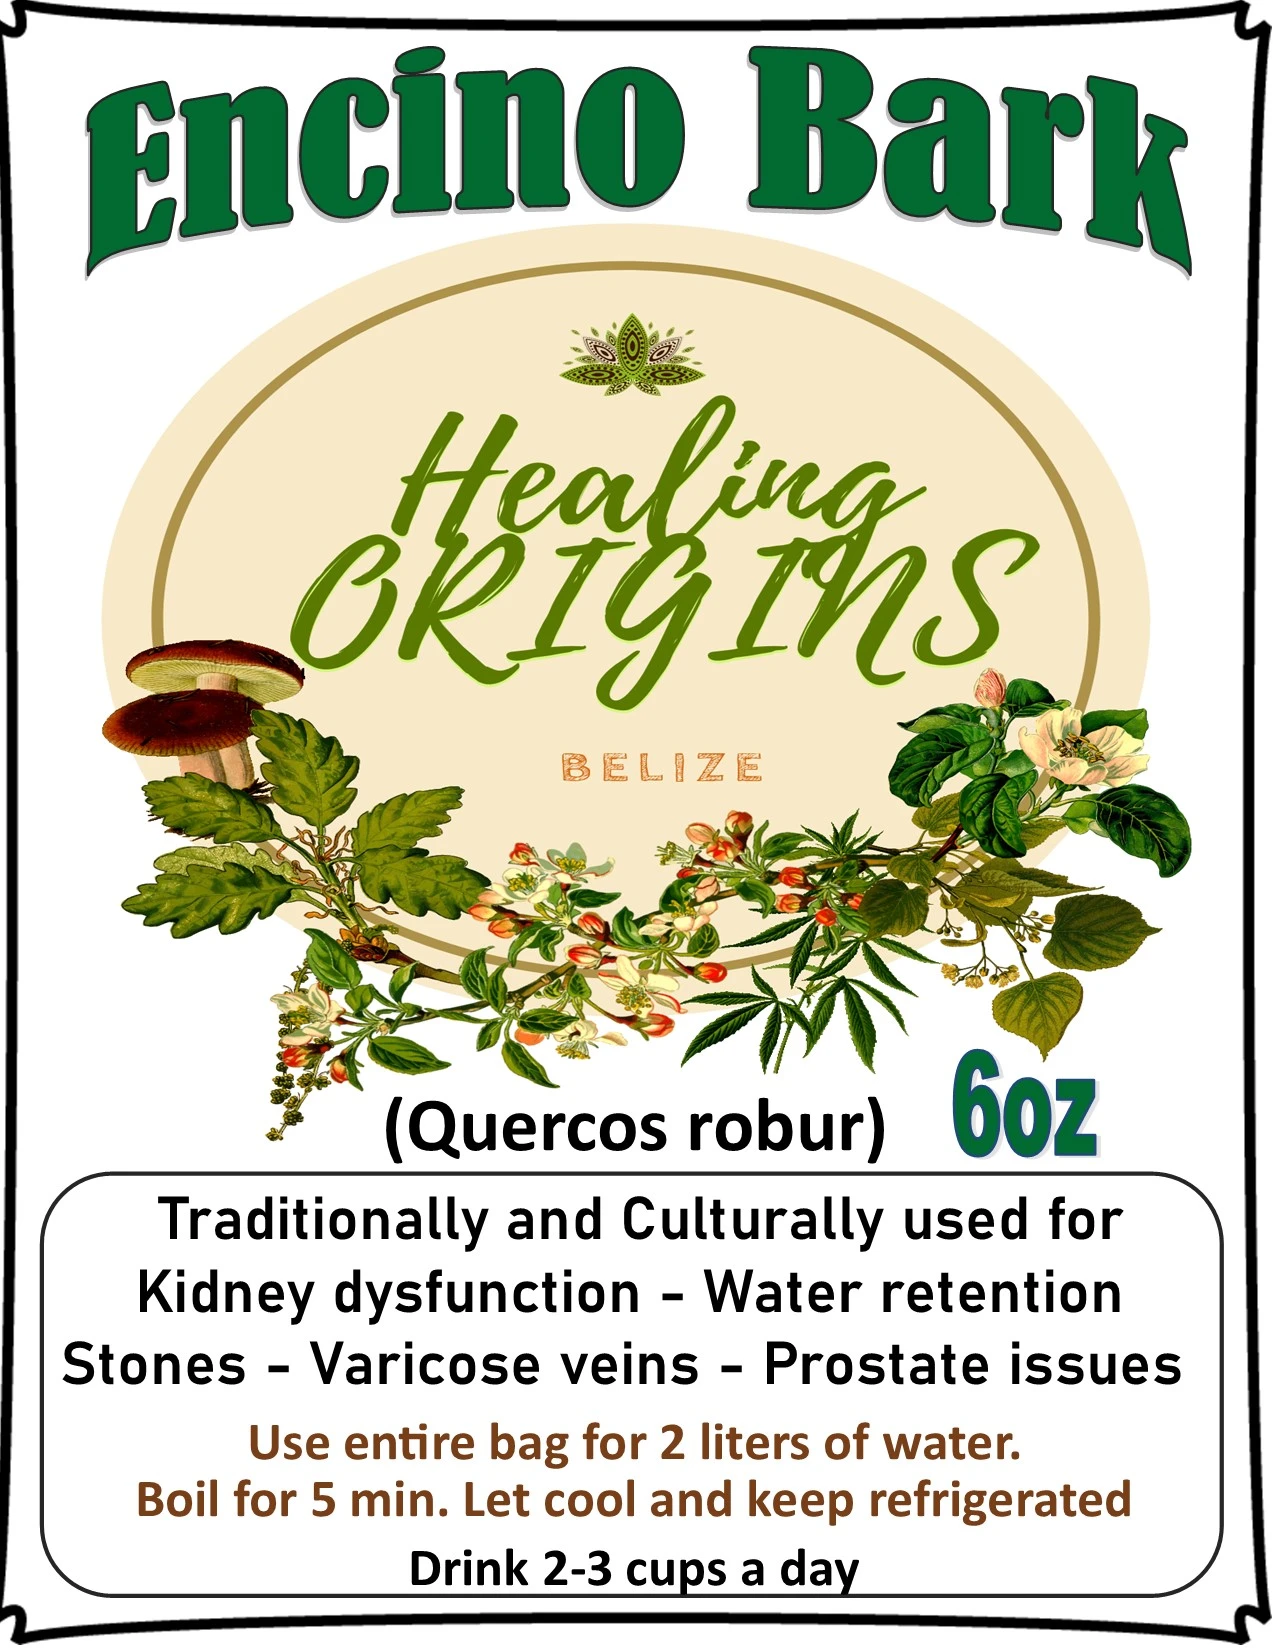 Encino Bark
Healing
ORIGINS
BELIZE
(Quercos robur)
6oz
Traditionally and Culturally used for
Kidney dysfunction - Water retention
Stones - Varicose veins - Prostate issues
Use entire bag for 2 liters of water.
Boil for 5 min. Let cool and keep refrigerated
Drink 2-3 cups a day